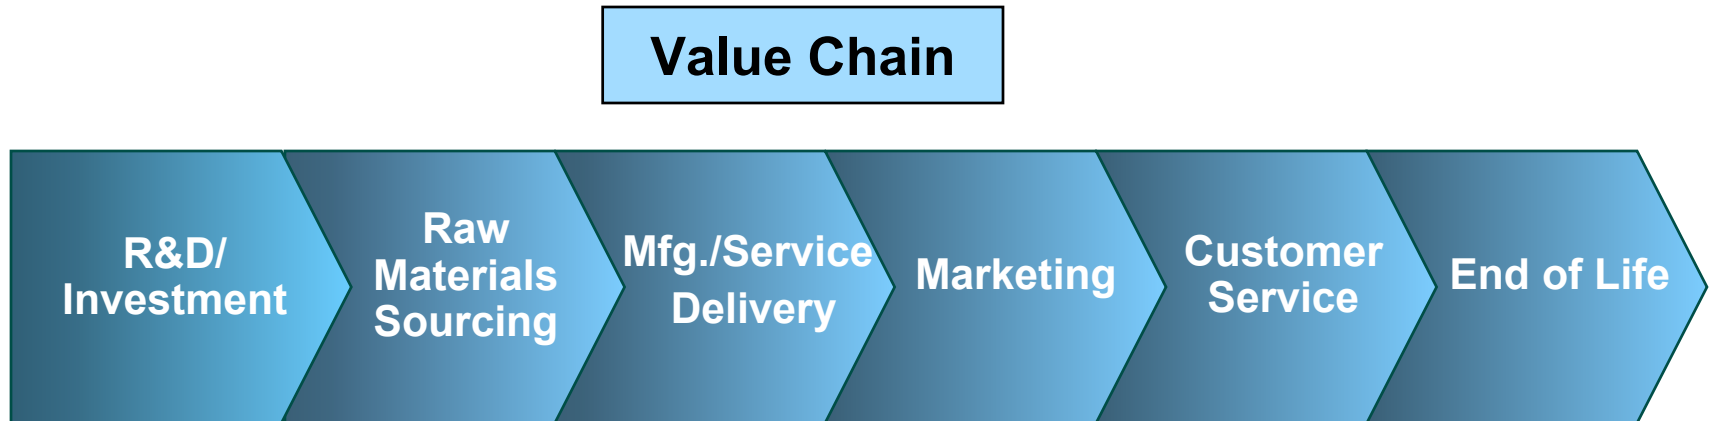 Value Chain
R&D/
Investment
Raw
Materials
Sourcing
Mfg./Service
Delivery
Marketing
Customer
Service
End of Life